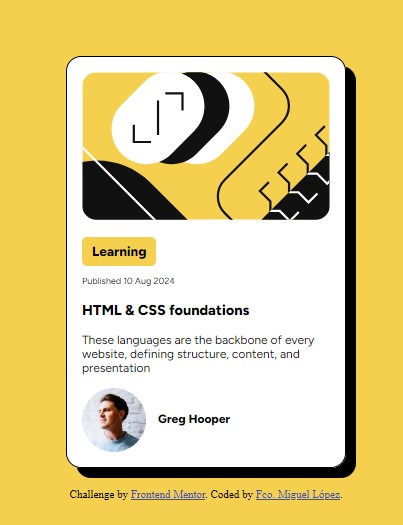 Learning
Published 10 Aug 2024
HTML & CSS foundations
These languages are the backbone of every
website, defining structure, content, and
presentation
Greg Hooper
Challenge by Frontend Mentor. Coded by Fco. Miguel López.